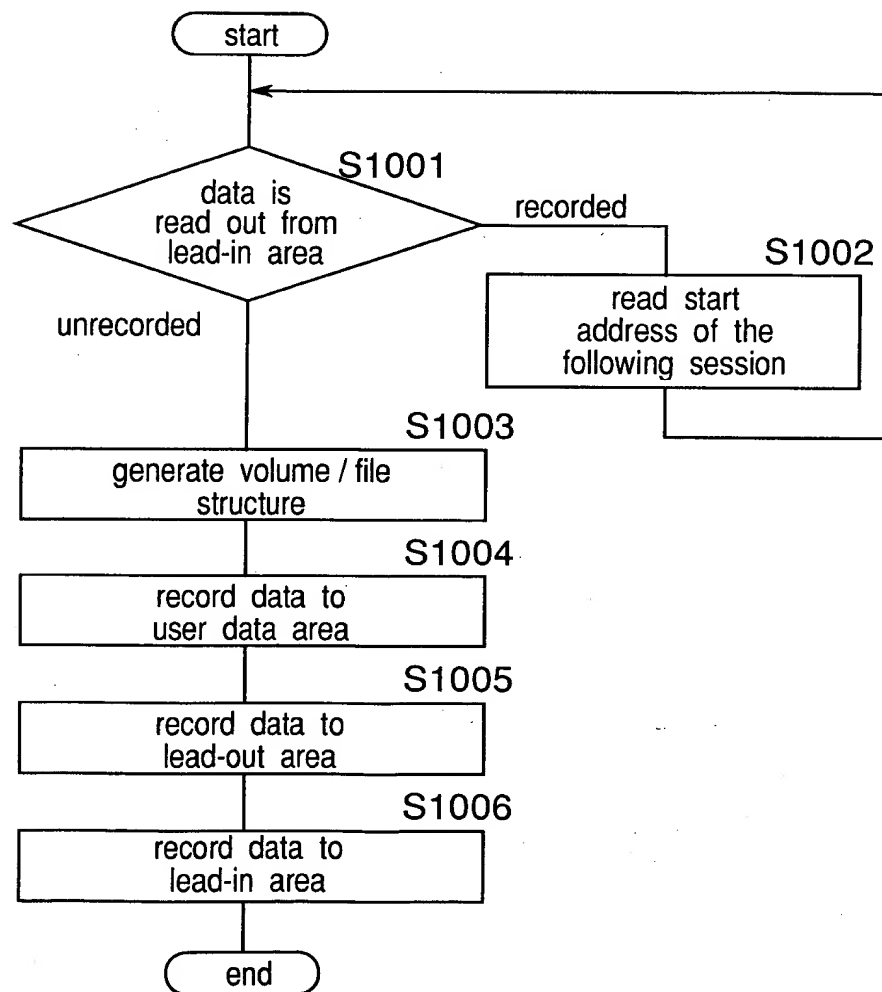 start
S1001
data is
read out from
lead-in area
recorded
S1002
read start
address of the
following session
unrecorded
S1003
generate volume / file
structure
S1004
record data to
user data area
S1005
record data to
lead-out area
S1006
record data to
lead-in area
end